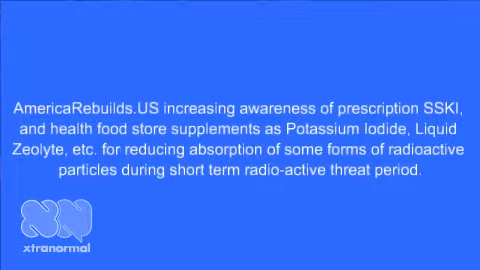 AmericaRebuilds.US increasing awareness of prescription SSKI,
and health food store supplements as Potassium Iodide, Liquid
Zeolyte, etc. for reducing absorption of some forms of radioactive
particles during short term radio-active threat period.
xtranormal